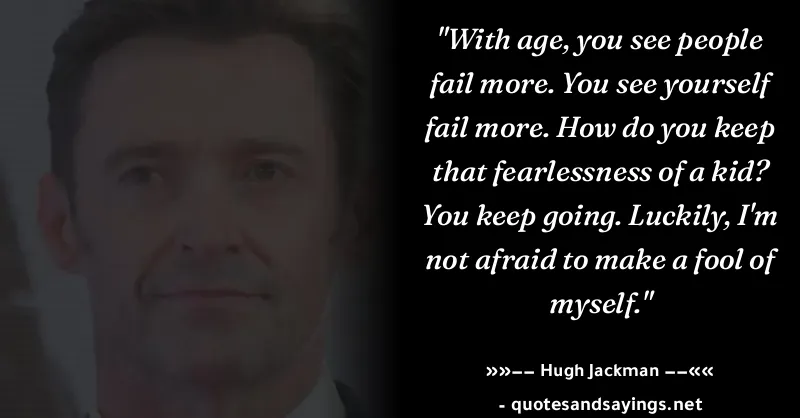 "With age, you see people
fail more. You see yourself
fail more. How do you keep
that fearlessness of a kid?
You keep going. Luckily, I'm
not afraid to make a fool of
myself."
»»–– Hugh Jackman ––««
- quotesandsayings.net